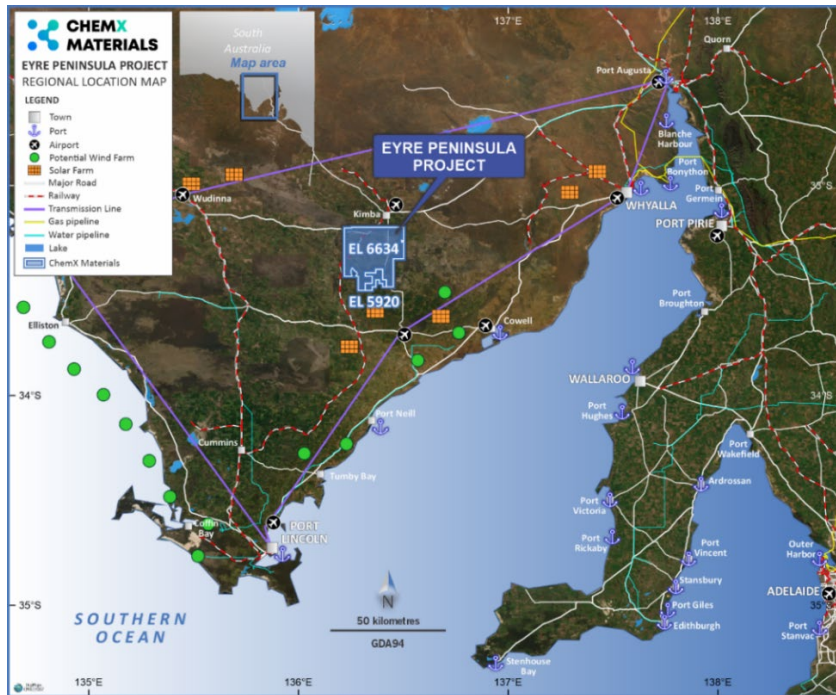 CHEMX
MATERIALS
EYRE PENINSULA PROJECT
REGIONAL LOCATION MAP
LEGEND
Town
Port
Airport
Potential Wind Farm
Solar Farm
Major Road
Railway
Transmission Line
Gas pipeline
Water pipeline
Lake
ChemX Materials
South
Australia
Map area
137°E
138°E
Quorn
Port Augusta
Blanche
Harbour
EYRE PENINSULA
PROJECT
Port
Bonython
33°S
Wudinna
Kimba
WHYALLA
Port
Germein
PORT PIRIE
EL 6634
EL 5920
Port
Broughton
Elliston
Cowell
WALLAROO
34°S
34°S
Port
Hughes
Port Neill
Cummins
Port
Wakefield
Tumby Bay
Ardrossan
Port
Victoria
Coffin
Bay
PORT
LINCOLN
Port
Rickaby
Port
Vincent
Outer
Harbor
Stansbury
ADELAIDE
35°S
35°S
N
50 kilometres
GDA94
SOUTHERN
OCEAN
Port Giles
Edithburgh
Port
Stanvac
Stenhouse
Bay
135°E
136°E
137°E
138°E